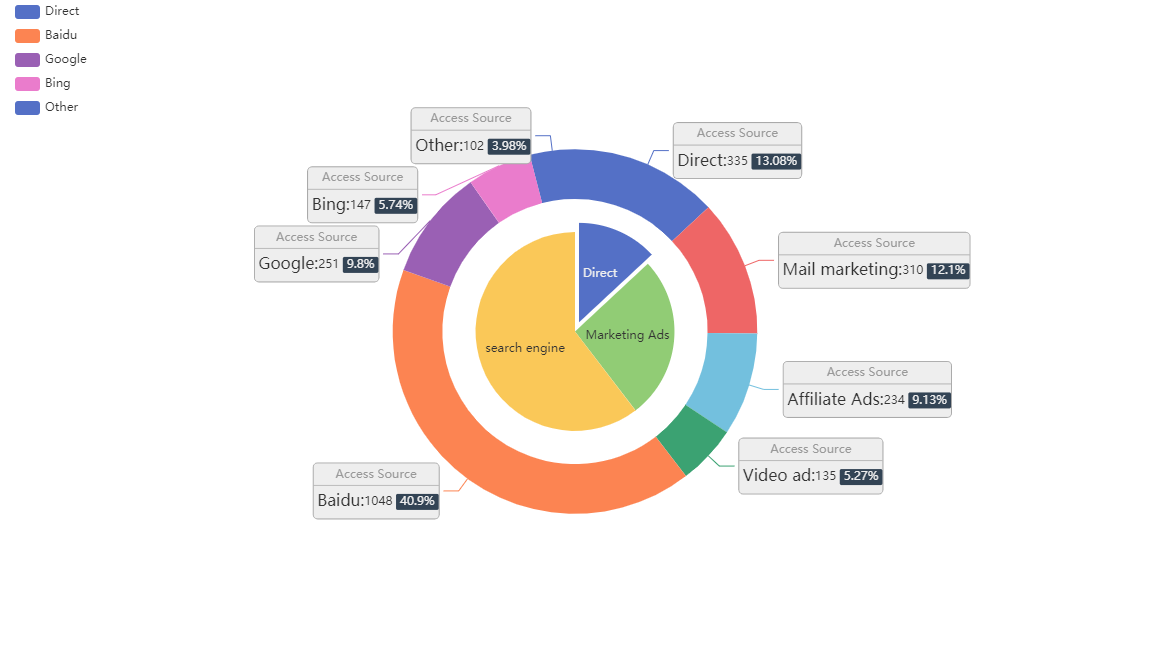 Direct
Baidu
Google
Bing
Other
Access Source
Other:102 3.98%
Access Source
Direct:335 13.08%
Access Source
Bing:147 5.74%
Access Source
Google:251 9.8%
Access Source
Mail marketing:310 12.1%
Direct
Marketing Ads
search engine
Access Source
Affiliate Ads:234 9.13%
Access Source
Video ad:135 5.27%
Access Source
Baidu:1048 40.9%